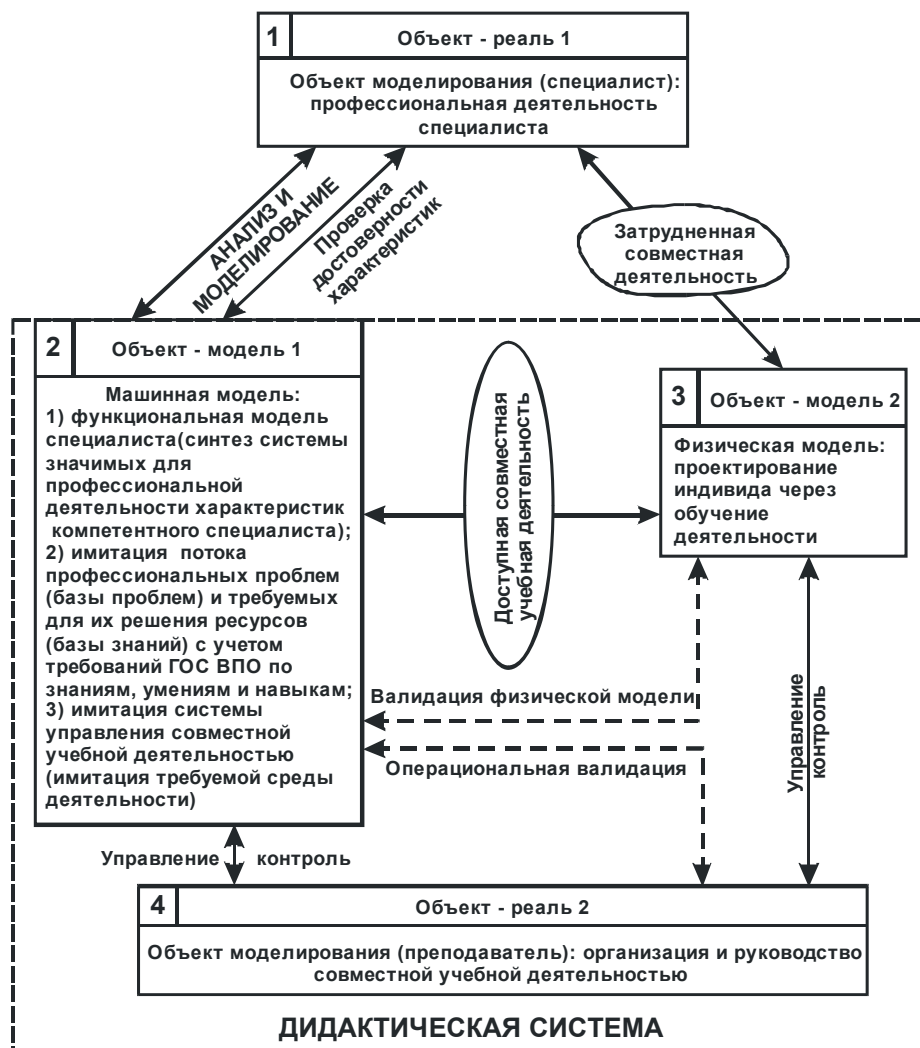 1
Объект - реаль 1
Объект моделирования (специалист):
профессиональная деятельность
специалиста
АНАЛИЗ И
МОДЕЛИРОВАНИЕ
Проверка
достоверности
характеристик
Затрудненная
совместная
деятельность
2
Объект - модель 1
Машинная модель:
1) функциональная модель
специалиста(синтез системы
значимых для
профессиональной
деятельности характеристик
компетентного специалиста);
2) имитация потока
профессиональных проблем
(базы проблем) и требуемых
для их решения ресурсов
(базы знаний) с учетом
требований ГОС ВПО по
знаниям, умениям и навыкам;
3) имитация системы
управления совместной
учебной деятельностью
(имитация требуемой среды
деятельности)
Доступная совместная
учебная деятельность
3
Объект - модель 2
Физическая модель:
проектирование
индивида через
обучение
деятельности
Валидация физической модели
Операциональная валидация
Управление
контроль
Управление контроль
4
Объект - реаль 2
Объект моделирования (преподаватель): организация и руководство
совместной учебной деятельностью
ДИДАКТИЧЕСКАЯ СИСТЕМА